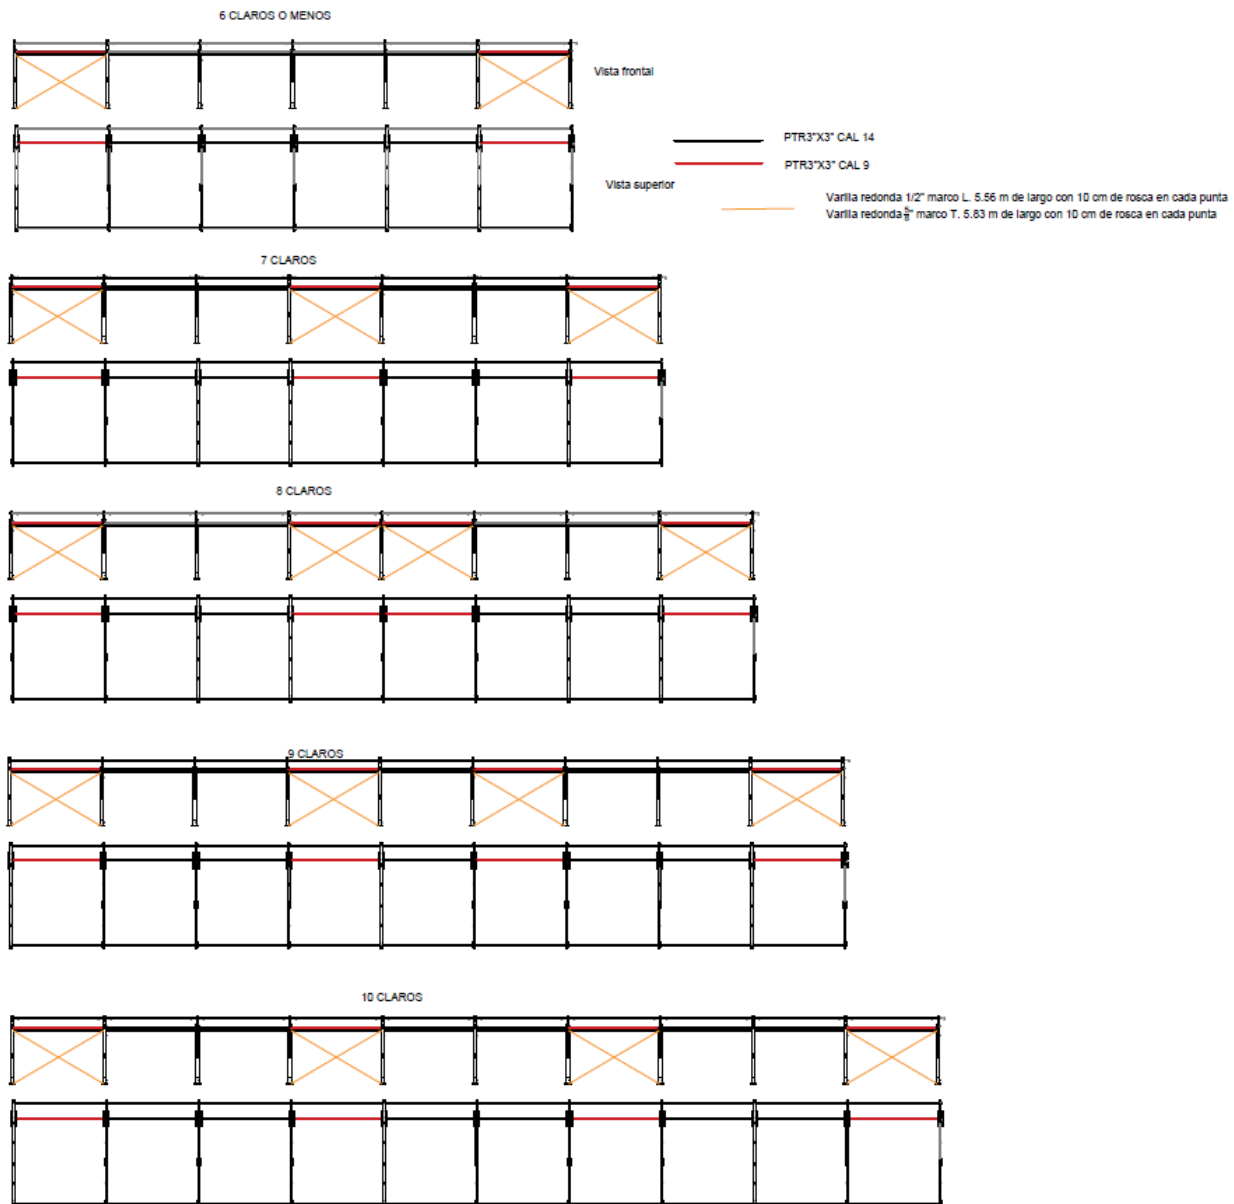 6 CLAROS O MENOS
Vista frontal
PTR3"X3" CAL 14
PTR3"X3" CAL 9
Vista superior
Varilla redonda 1/2" marco L. 5.56 m de largo con 10 cm de rosca en cada punta
Varilla redonda 5/8" marco T. 5.83 m de largo con 10 cm de rosca en cada punta
7 CLAROS
8 CLAROS
9 CLAROS
10 CLAROS